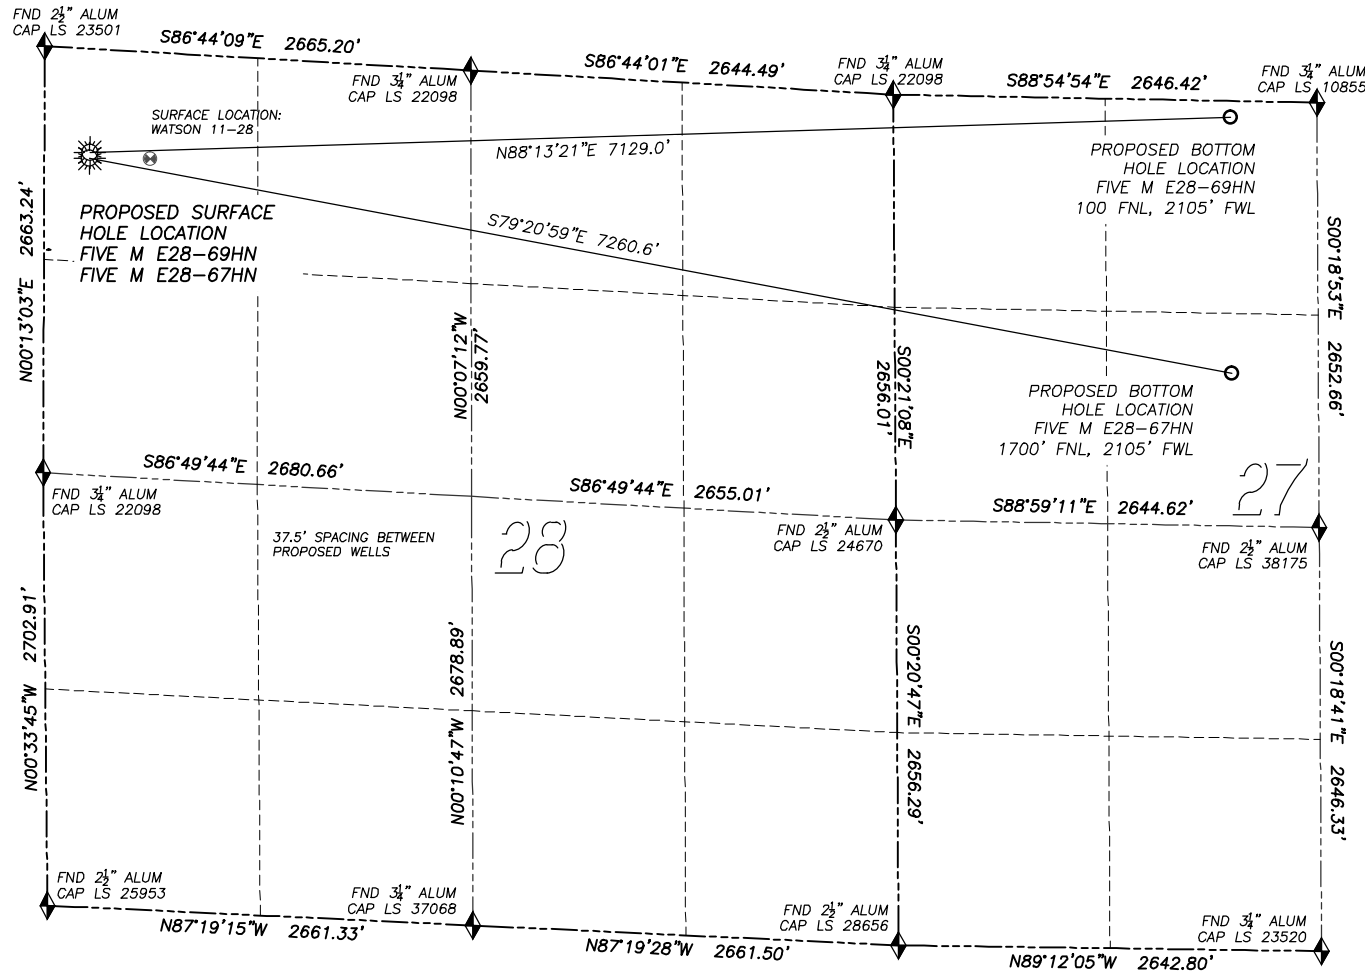 FND 2½" ALUM
CAP LS 23501
S86°44'09"E 2665.20'
FND 3¼" ALUM
CAP LS 22098
S86°44'01"E 2644.49'
FND 3¼" ALUM
CAP LS 22098
S88°54'54"E 2646.42'
FND 3¼" ALUM
CAP LS 10855
SURFACE LOCATION:
WATSON 11-28
N88°13'21"E 7129.0'
PROPOSED BOTTOM
HOLE LOCATION
FIVE M E28-69HN
100 FNL, 2105' FWL
PROPOSED SURFACE
HOLE LOCATION
FIVE M E28-69HN
FIVE M E28-67HN
S79°20'59"E 7260.6'
N00°13'03"E 2663.24'
N00°07'12"W
2659.77'
S00°21'08"E
2656.01'
S00°18'53"E 2652.66'
PROPOSED BOTTOM
HOLE LOCATION
FIVE M E28-67HN
1700' FNL, 2105' FWL
S86°49'44"E 2680.66'
FND 3¼" ALUM
CAP LS 22098
S86°49'44"E 2655.01'
FND 2½" ALUM
CAP LS 24670
S88°59'11"E 2644.62'
27
FND 2½" ALUM
CAP LS 38175
37.5' SPACING BETWEEN
PROPOSED WELLS
28
N00°33'45"W 2702.91'
N00°10'47"W 2678.89'
S00°20'47"E 2656.29'
S00°18'41"E 2646.33'
FND 2½" ALUM
CAP LS 25953
N87°19'15"W 2661.33'
FND 3¼" ALUM
CAP LS 37068
N87°19'28"W 2661.50'
FND 2½" ALUM
CAP LS 28656
N89°12'05"W 2642.80'
FND 3¼" ALUM
CAP LS 23520